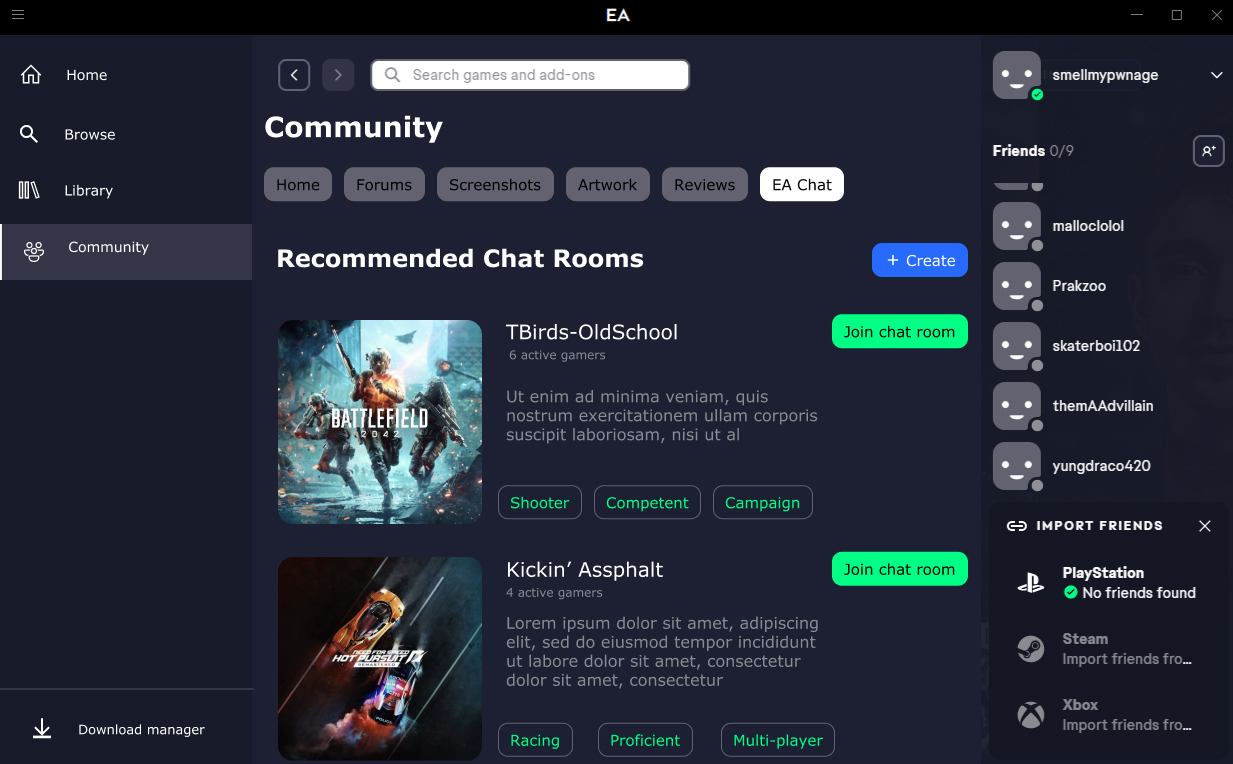 EA
Home
Browse
Library
Community
Download manager
Search games and add-ons
Community
Home
Forums
Screenshots
Artwork
Reviews
EA Chat
Recommended Chat Rooms
+ Create
TBirds-OldSchool
6 active gamers
Join chat room
Ut enim ad minima veniam, quis
nostrum exercitationem ullam corporis
suscipit laboriosam, nisi ut al
BATTLEFIELD
2042
Shooter
Competent
Campaign
Kickin’ Assphalt
4 active gamers
Join chat room
Lorem ipsum dolor sit amet, adipiscing
elit, sed do eiusmod tempor incididunt
ut labore dolor sit amet, consectetur
dolor sit amet, consectetur
NEED FOR SPEED
HOT PURSUIT
REMASTERED
Racing
Proficient
Multi-player
smellmypwnage
Friends 0/9
malloclolol
Prakzoo
skaterboi102
themAAdvillain
yungdraco420
IMPORT FRIENDS
PlayStation
No friends found
Steam
Import friends fro...
Xbox
Import friends fro...